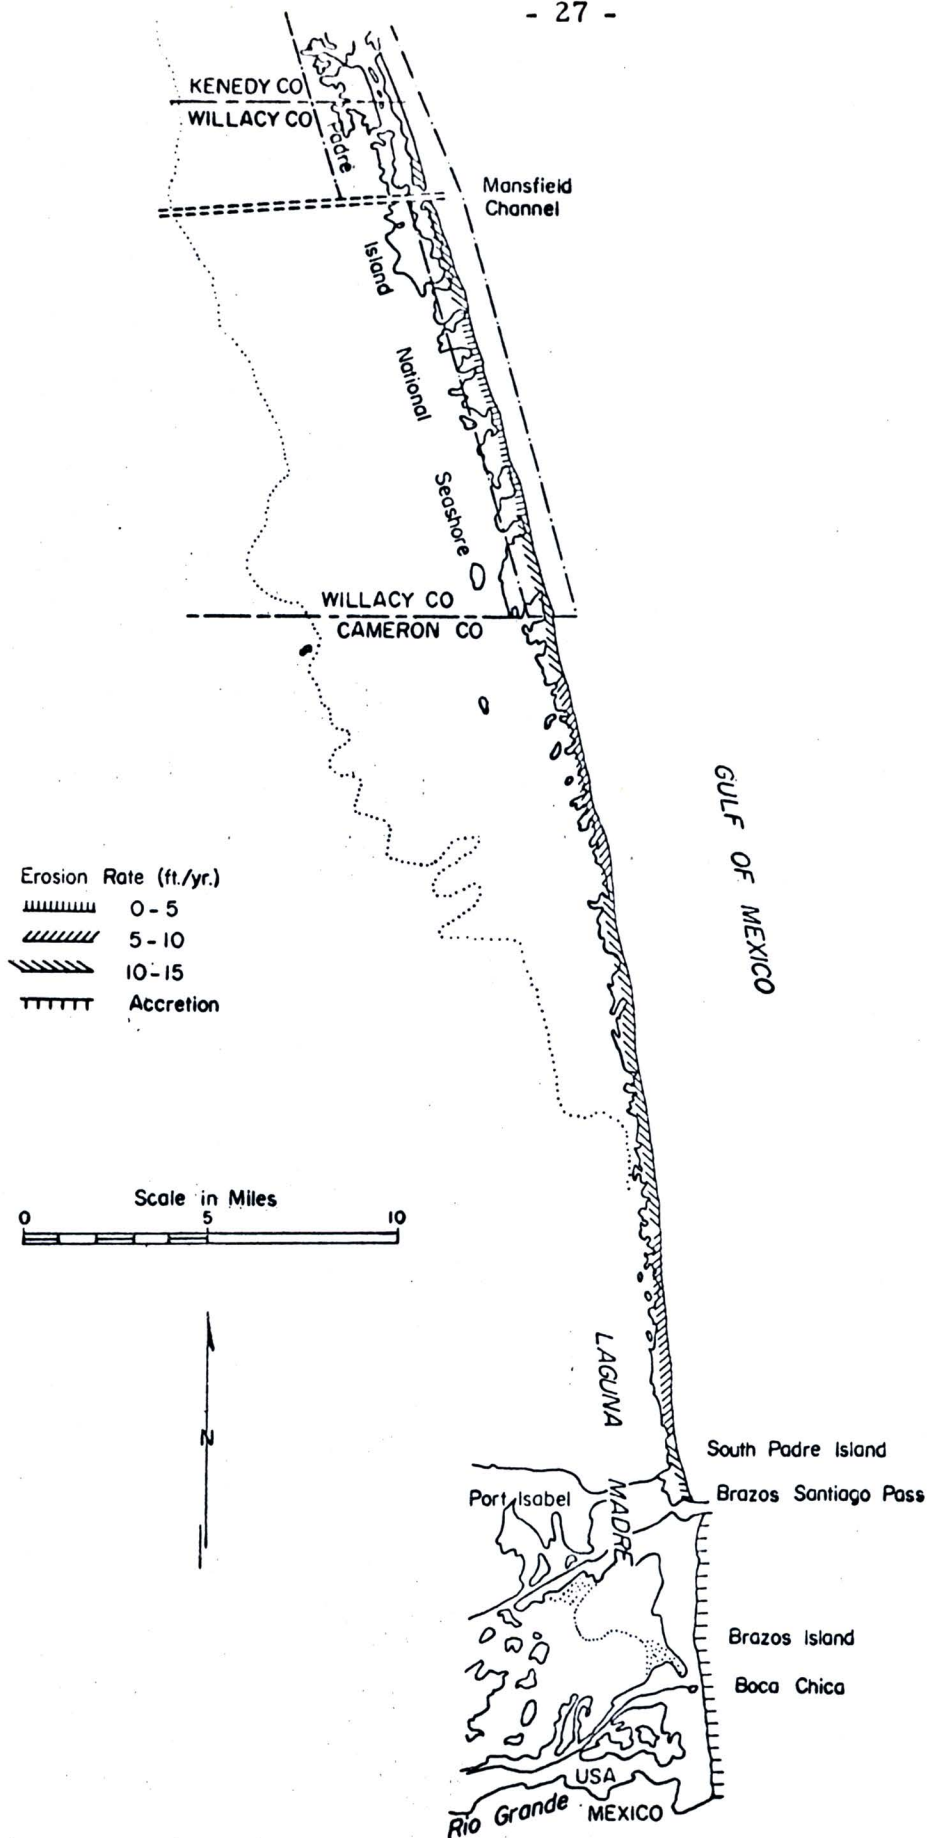 - 27 -
KENEDY CO
WILLACY CO
Padre
Mansfield
Channel
Island
National
Seashore
WILLACY CO
CAMERON CO
GULF OF MEXICO
Erosion Rate (ft./yr.)
0-5
5-10
10-15
Accretion
Scale in Miles
0 5 10
N
LAGUNA
MADRE
South Padre Island
Port Isabel
Brazos Santiago Pass
Brazos Island
Boca Chica
USA
Rio Grande
MEXICO